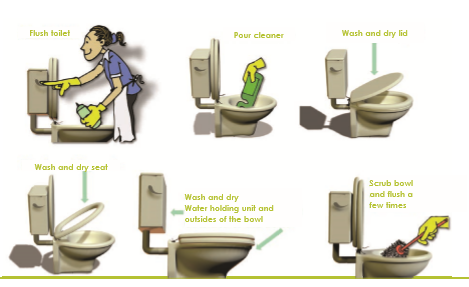 Flush toilet
Pour cleaner
Wash and dry lid
Wash and dry seat
Wash and dry
Water holding unit and
outsides of the bowl
Scrub bowl
and flush a
few times